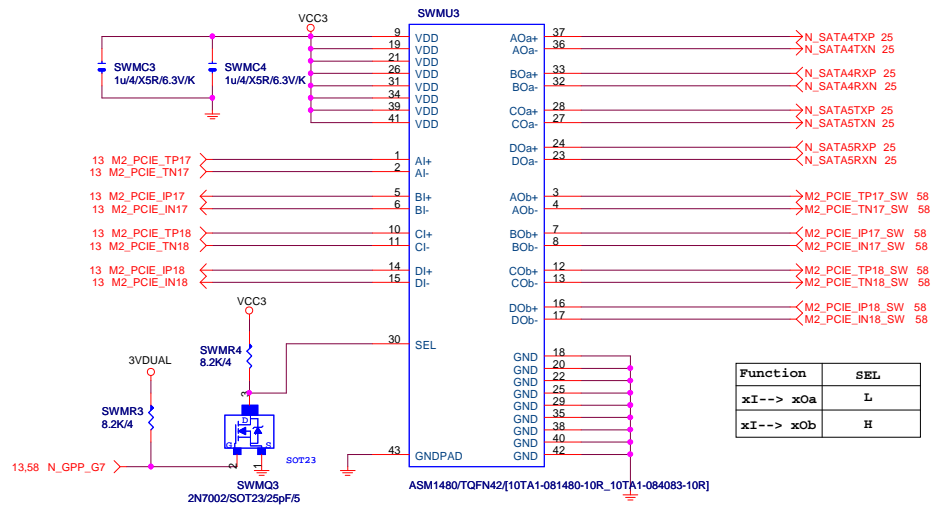 VCC3
SWMU3
SWMC3
1u/4/X5R/6.3V/K
SWMC4
1u/4/X5R/6.3V/K
9 VDD
19 VDD
21 VDD
26 VDD
31 VDD
34 VDD
39 VDD
41 VDD
13 M2_PCIE_TP17 1 AI+
13 M2_PCIE_TN17 2 AI-
13 M2_PCIE_IP17 5 BI+
13 M2_PCIE_IN17 6 BI-
13 M2_PCIE_TP18 10 CI+
13 M2_PCIE_TN18 11 CI-
13 M2_PCIE_IP18 14 DI+
13 M2_PCIE_IN18 15 DI-
30 SEL
43 GNDPAD
AOa+ 37 N_SATA4TXP 25
AOa- 36 N_SATA4TXN 25
BOa+ 33 N_SATA4RXP 25
BOa- 32 N_SATA4RXN 25
COa+ 28 N_SATA5TXP 25
COa- 27 N_SATA5TXN 25
DOa+ 24 N_SATA5RXP 25
DOa- 23 N_SATA5RXN 25
AOb+ 3 M2_PCIE_TP17_SW 58
AOb- 4 M2_PCIE_TN17_SW 58
BOb+ 7 M2_PCIE_IP17_SW 58
BOb- 8 M2_PCIE_IN17_SW 58
COb+ 12 M2_PCIE_TP18_SW 58
COb- 13 M2_PCIE_TN18_SW 58
DOb+ 16 M2_PCIE_IP18_SW 58
DOb- 17 M2_PCIE_IN18_SW 58
GND 18
GND 20
GND 22
GND 25
GND 29
GND 35
GND 38
GND 40
GND 42
VCC3
SWMR4
8.2K/4
3VDUAL
SWMR3
8.2K/4
3
D
G S
2 1
SOT23
13,58 N_GPP_G7
SWMQ3
2N7002/SOT23/25pF/5
ASM1480/TQFN42/[10TA1-081480-10R_10TA1-084083-10R]
Function SEL
xI--> xOa L
xI--> xOb H